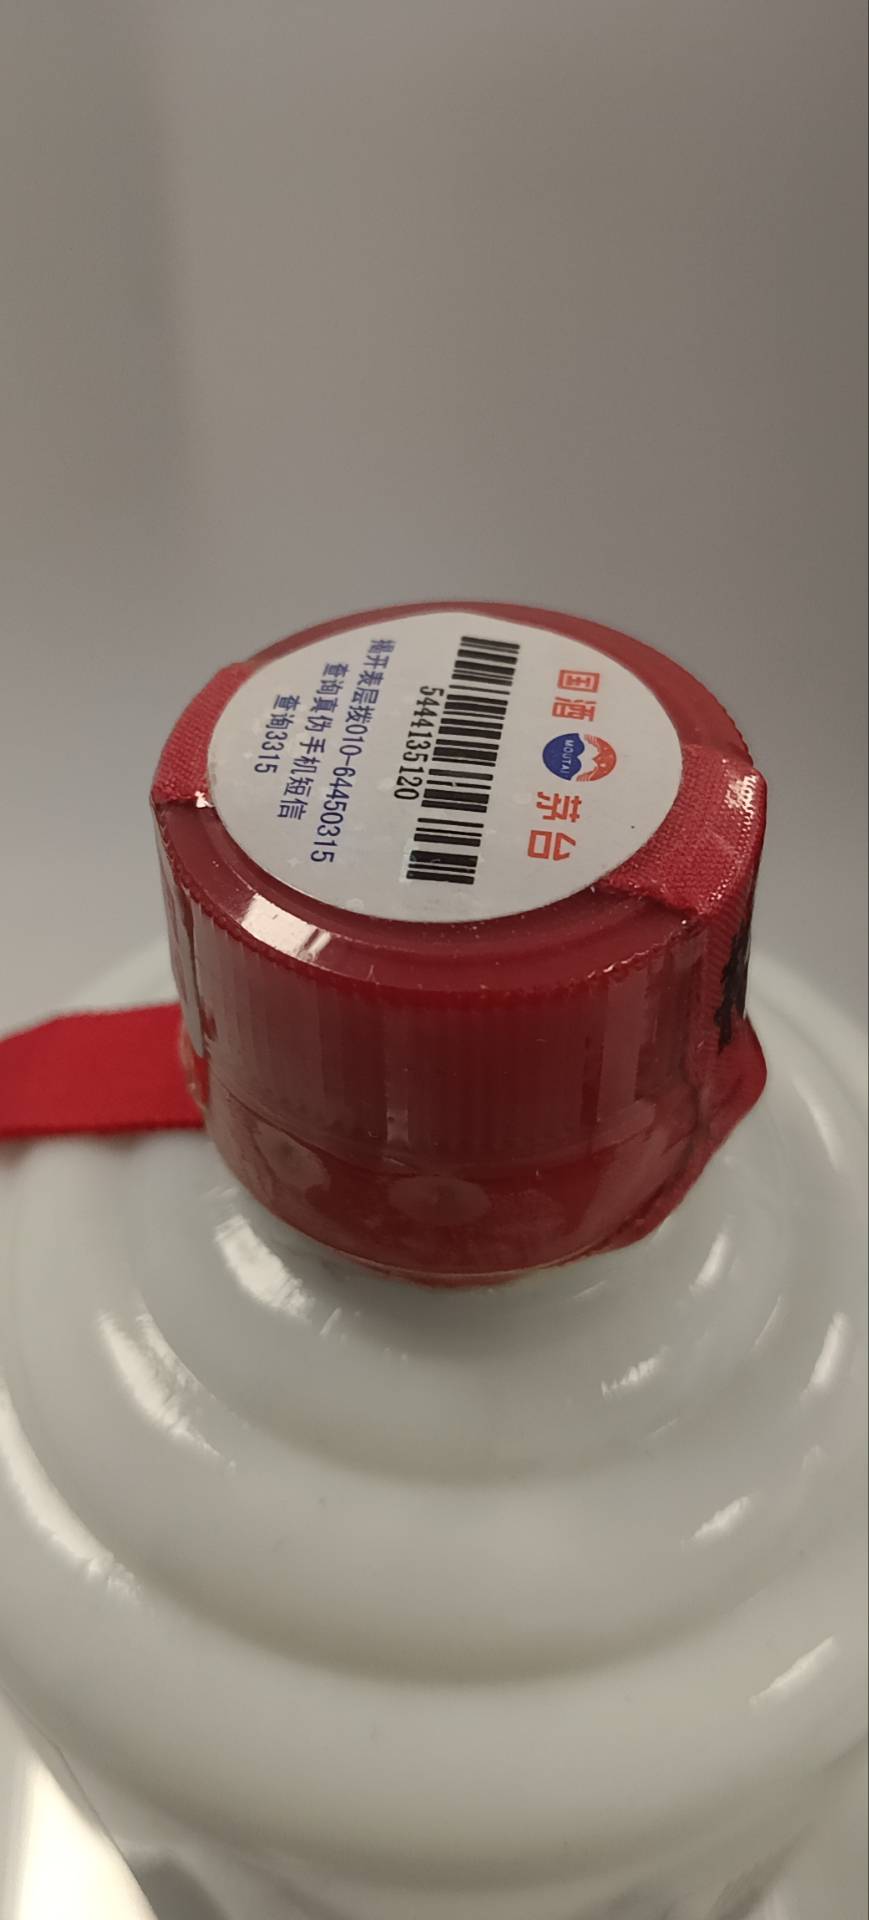 国酒 茅台
MOUTAI
5444135120
揭开表层拨010-64450315
查询真伪 手机短信
查询3315